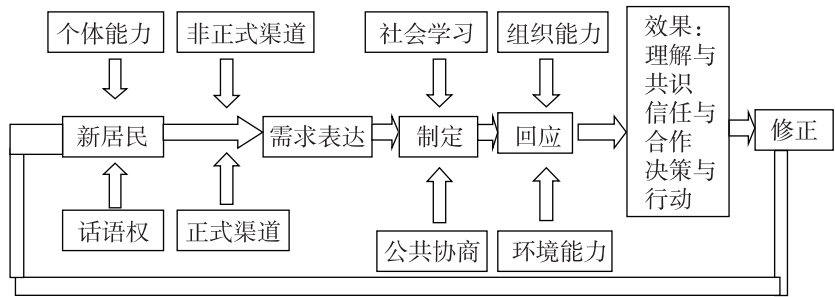 个体能力
非正式渠道
社会学习
组织能力
效果：
理解与
共识
信任与
合作
决策与
行动
新居民
需求表达
制定
回应
修正
话语权
正式渠道
公共协商
环境能力